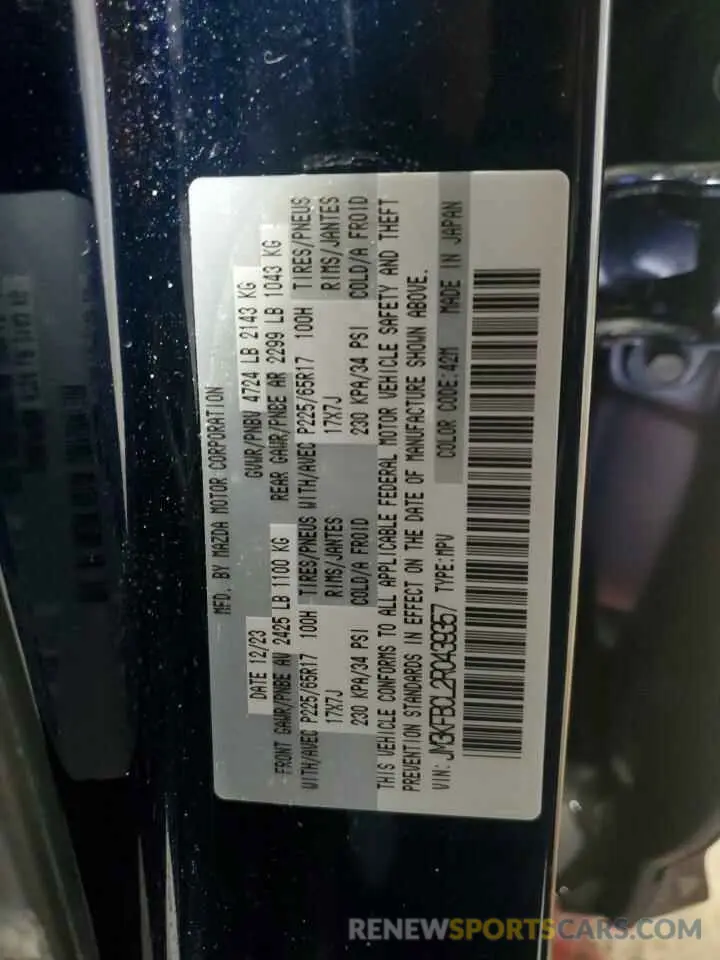 MFD. BY MAZDA MOTOR CORPORATION
DATE 12/23 GVWR/PNBV 4724 LB 2143 KG
FRONT GAWR/PNBE AV 2425 LB 1100 KG REAR GAWR/PNBE AR 2299 LB 1043 KG
WITH/AVEC P225/65R17 100H TIRES/PNEUS WITH/AVEC P225/65R17 100H TIRES/PNEUS
17X7J RIMS/JANTES 17X7J RIMS/JANTES
230 KPA/34 PSI COLD/A FROID 230 KPA/34 PSI COLD/A FROID
THIS VEHICLE CONFORMS TO ALL APPLICABLE FEDERAL MOTOR VEHICLE SAFETY AND THEFT
PREVENTION STANDARDS IN EFFECT ON THE DATE OF MANUFACTURE SHOWN ABOVE.
VIN: JM3KFBCL2R0439357 TYPE:MPV COLOR CODE:42M MADE IN JAPAN
RENEWSPORTSCARS.COM